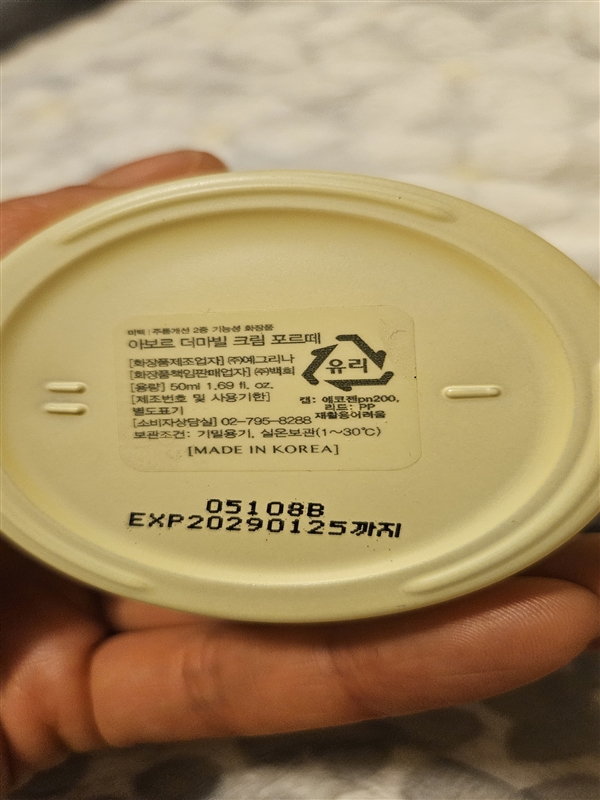 미백 | 주름개선 2중 기능성 화장품
아보르 더마빌 크림 포르떼
[화장품제조업자] ㈜예그리나
[화장품책임판매업자] ㈜백희
[용량] 50ml 1.69 fl. oz.
[제조번호 및 사용기한]
별도표기
[소비자상담실] 02-795-8288
보관조건: 기밀용기, 실온보관(1~30℃)
[MADE IN KOREA]
유리
캡: 에코젠pn200,
리드: PP
재활용어려움
05108B
EXP20290125까지